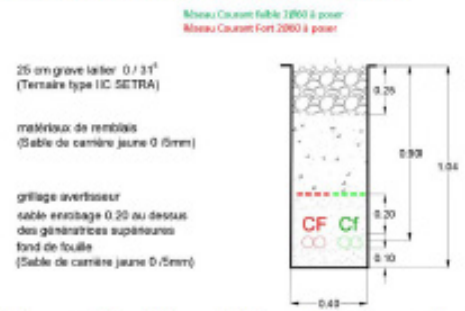 Réseau Courant faible 2Ø60 à poser
Réseau Courant Fort 2Ø60 à poser
25 cm grave laitier 0 / 31⁵
(Ternaire type IIC SETRA)
0.25
matériaux de remblais
(Sable de carrière jaune 0 /5mm)
0.90
1.04
grillage avertisseur
sable enrobage 0.20 au dessus
des génératrices supérieures
fond de fouille
(Sable de carrière jaune 0 /5mm)
CF Cf
0.20
0.10
0.40